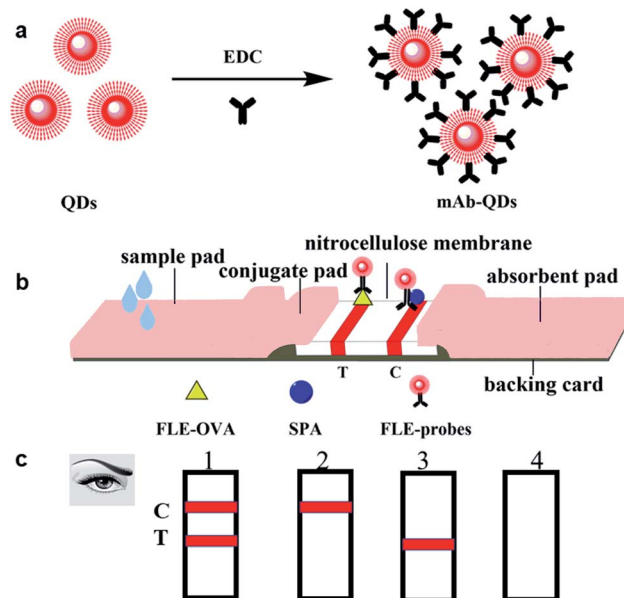 a
EDC
QDs
mAb-QDs
nitrocellulose membrane
b
sample pad
conjugate pad
absorbent pad
T
C
backing card
FLE-OVA
SPA
FLE-probes
c
1
2
3
4
C
T